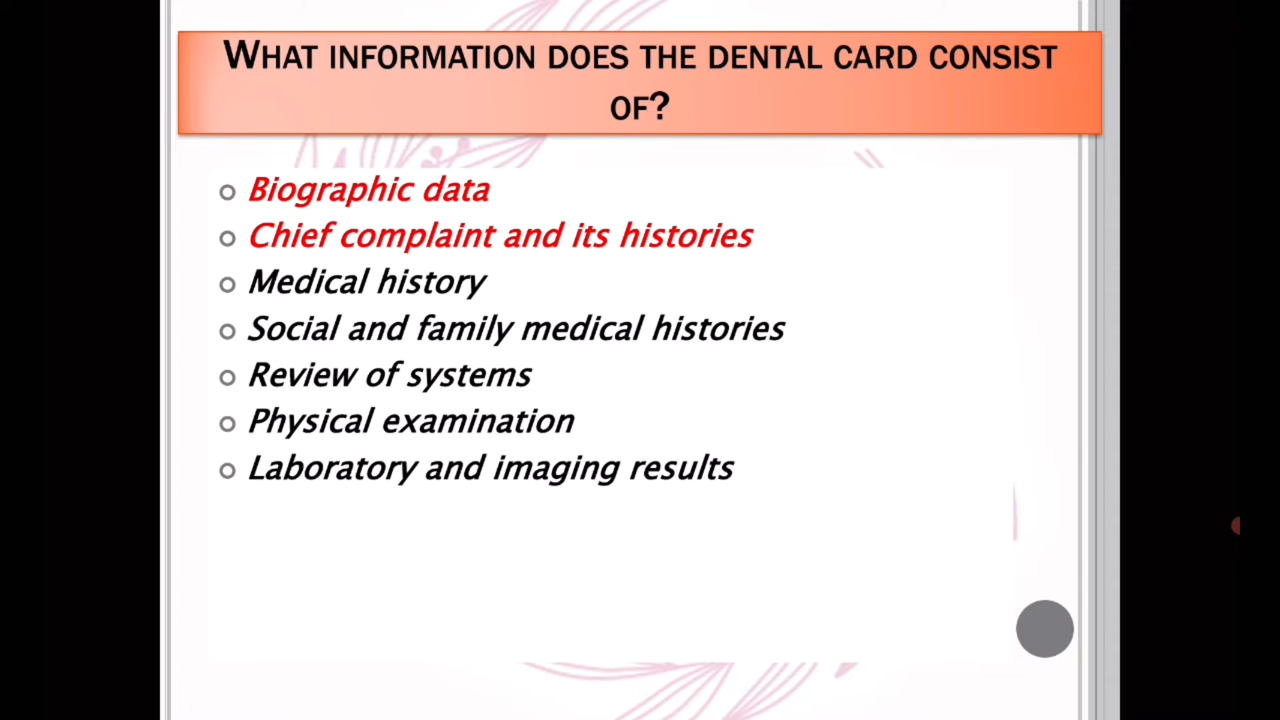 WHAT INFORMATION DOES THE DENTAL CARD CONSIST
OF?
Biographic data
Chief complaint and its histories
Medical history
Social and family medical histories
Review of systems
Physical examination
Laboratory and imaging results